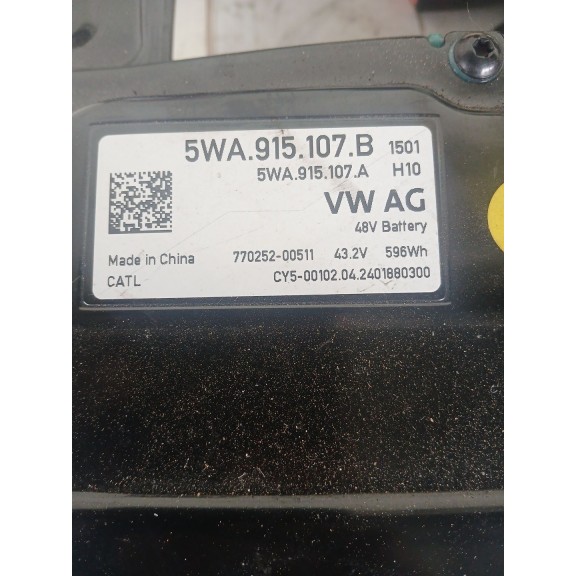 5WA.915.107.B 1501
5WA.915.107.A H10
VW AG
48V Battery
Made in China 770252-00511 43.2V 596Wh
CATL CY5-00102.04.2401880300